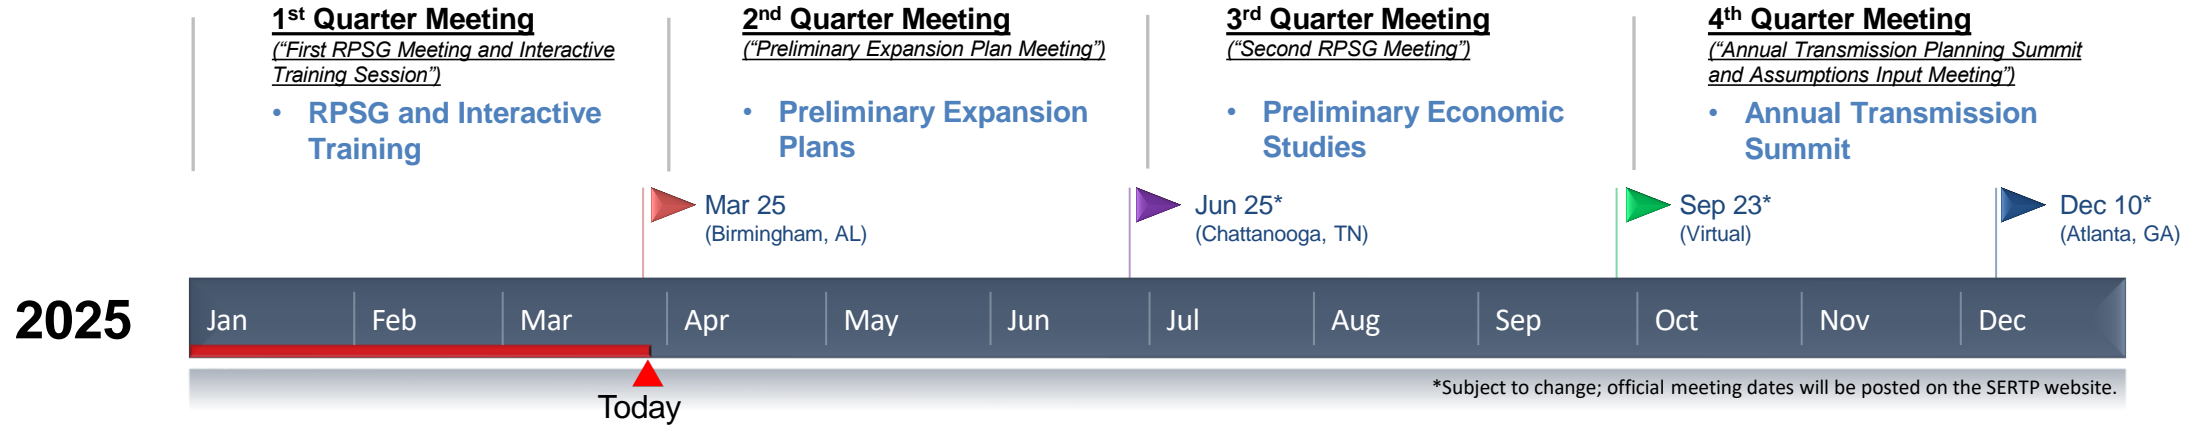 1st Quarter Meeting
(“First RPSG Meeting and Interactive
Training Session”)
• RPSG and Interactive
Training
2nd Quarter Meeting
(“Preliminary Expansion Plan Meeting”)
• Preliminary Expansion
Plans
3rd Quarter Meeting
(“Second RPSG Meeting”)
• Preliminary Economic
Studies
4th Quarter Meeting
(“Annual Transmission Planning Summit
and Assumptions Input Meeting”)
• Annual Transmission
Summit
Mar 25
(Birmingham, AL)
Jun 25*
(Chattanooga, TN)
Sep 23*
(Virtual)
Dec 10*
(Atlanta, GA)
2025
Jan Feb Mar Apr May Jun Jul Aug Sep Oct Nov Dec
Today
*Subject to change; official meeting dates will be posted on the SERTP website.